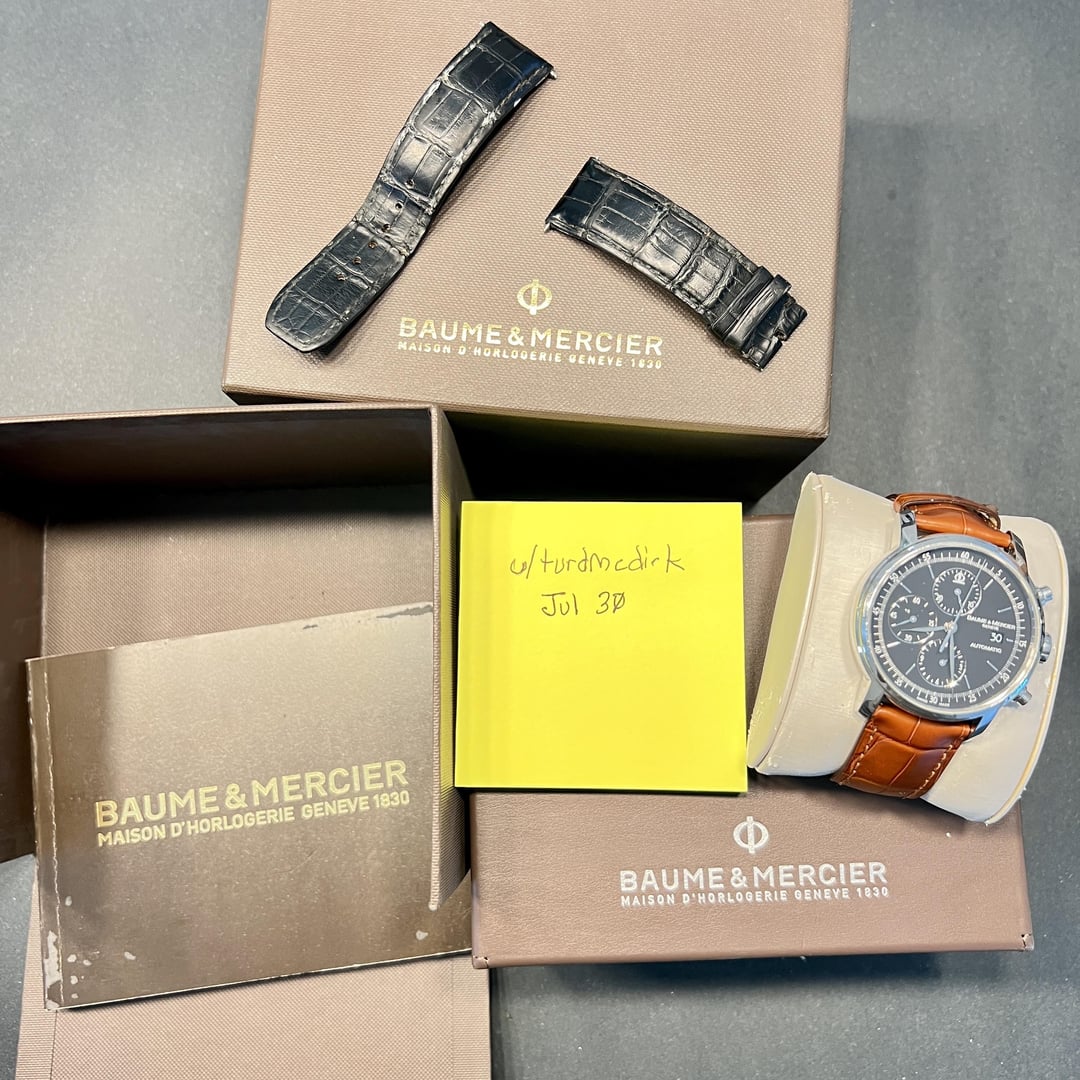 BAUME & MERCIER
MAISON D'HORLOGERIE GENEVE 1830
u/turdmcdick
Jul 30
BAUME & MERCIER
GENEVE
30
AUTOMATIC
BAUME & MERCIER
MAISON D'HORLOGERIE GENEVE 1830
BAUME & MERCIER
MAISON D'HORLOGERIE GENEVE 1830